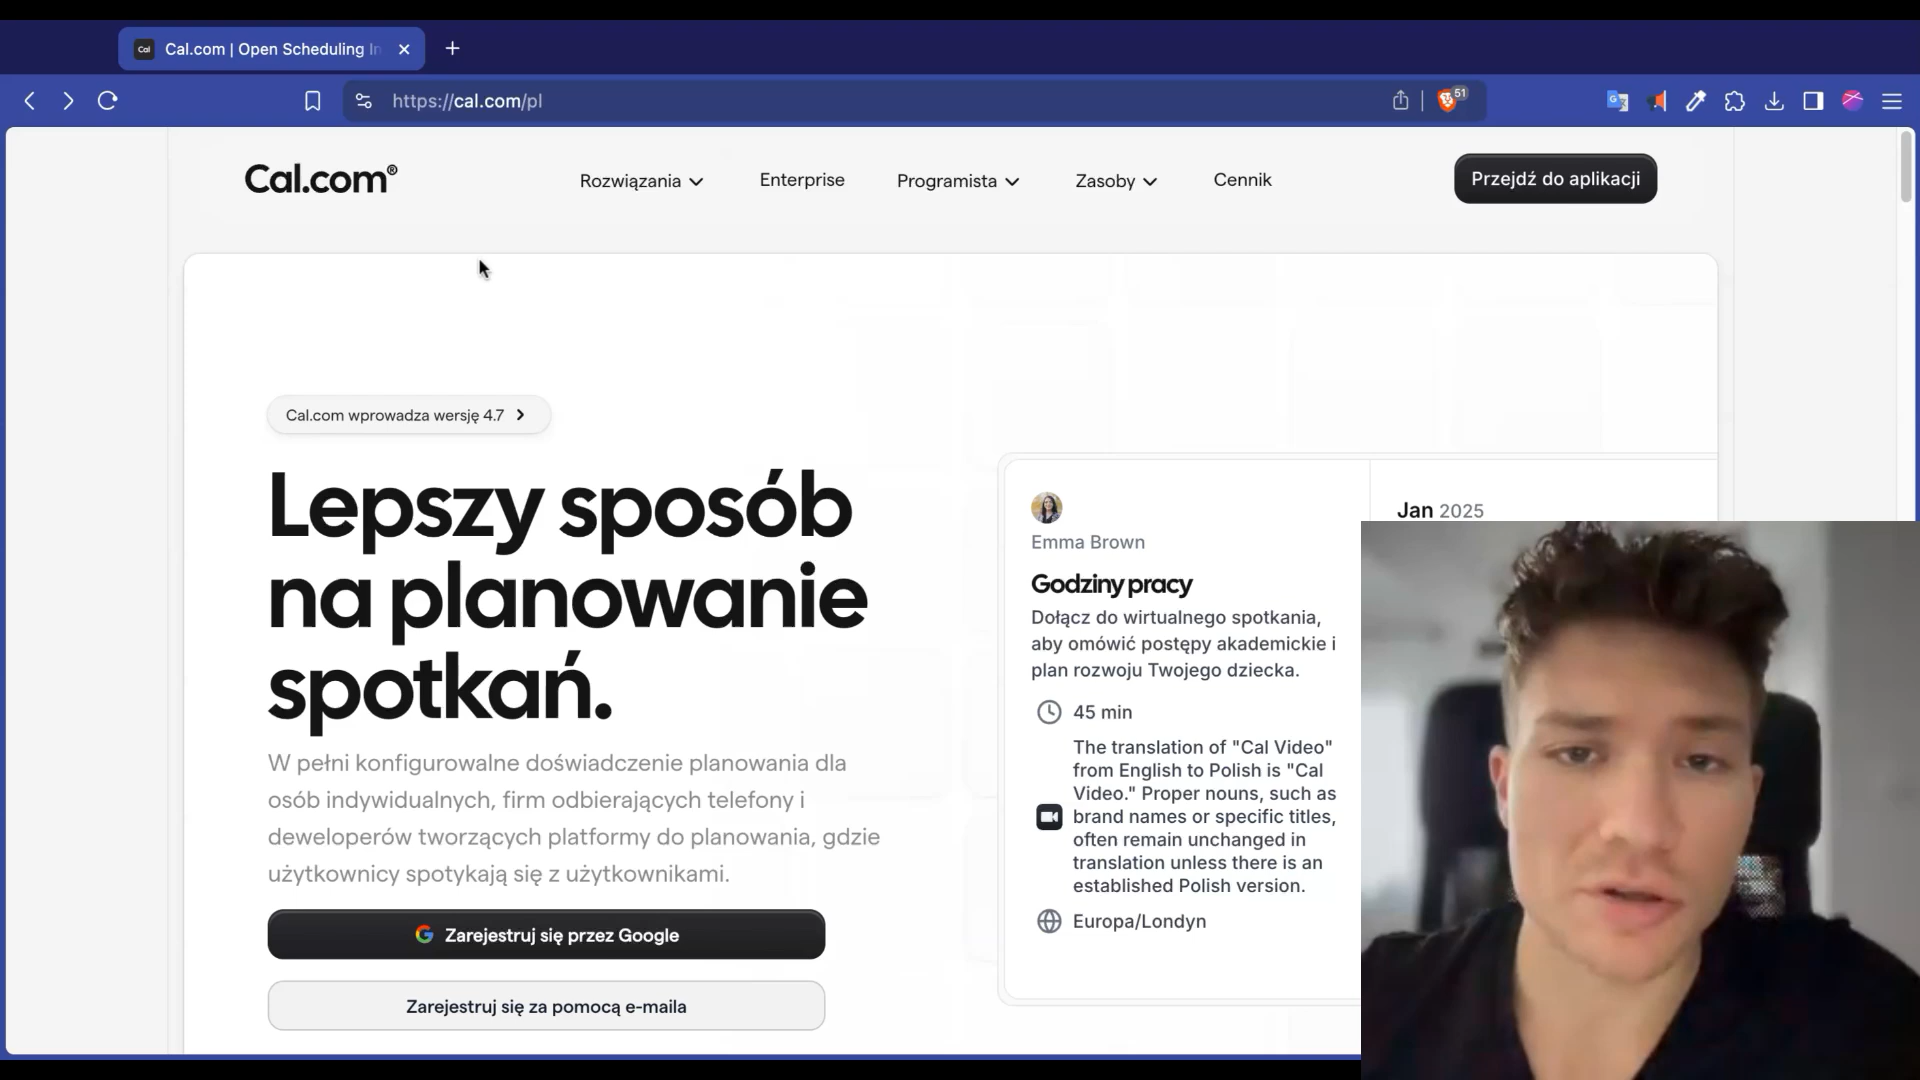 Cal Cal.com | Open Scheduling In
https://cal.com/pl
51
Cal.com®
Rozwiązania Enterprise Programista Zasoby Cennik
Przejdź do aplikacji
Cal.com wprowadza wersję 4.7
Lepszy sposób
na planowanie
spotkań.
W pełni konfigurowalne doświadczenie planowania dla
osób indywidualnych, firm odbierających telefony i
deweloperów tworzących platformy do planowania, gdzie
użytkownicy spotykają się z użytkownikami.
Zarejestruj się przez Google
Zarejestruj się za pomocą e-maila
Emma Brown
Godziny pracy
Dołącz do wirtualnego spotkania,
aby omówić postępy akademickie i
plan rozwoju Twojego dziecka.
45 min
The translation of "Cal Video"
from English to Polish is "Cal
Video." Proper nouns, such as
brand names or specific titles,
often remain unchanged in
translation unless there is an
established Polish version.
Europa/Londyn
Jan 2025